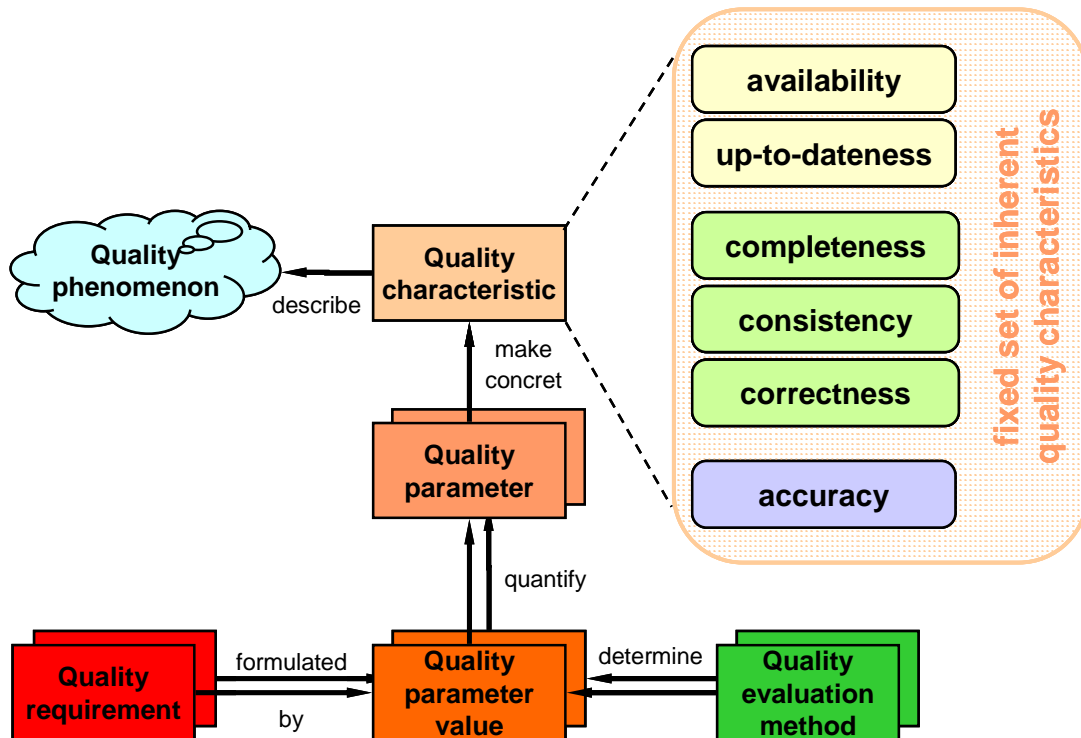 availability
up-to-dateness
completeness
consistency
correctness
accuracy
fixed set of inherent
quality characteristics
Quality
phenomenon
describe
Quality
characteristic
make
concret
Quality
parameter
quantify
Quality
requirement
formulated
by
Quality
parameter
value
determine
Quality
evaluation
method